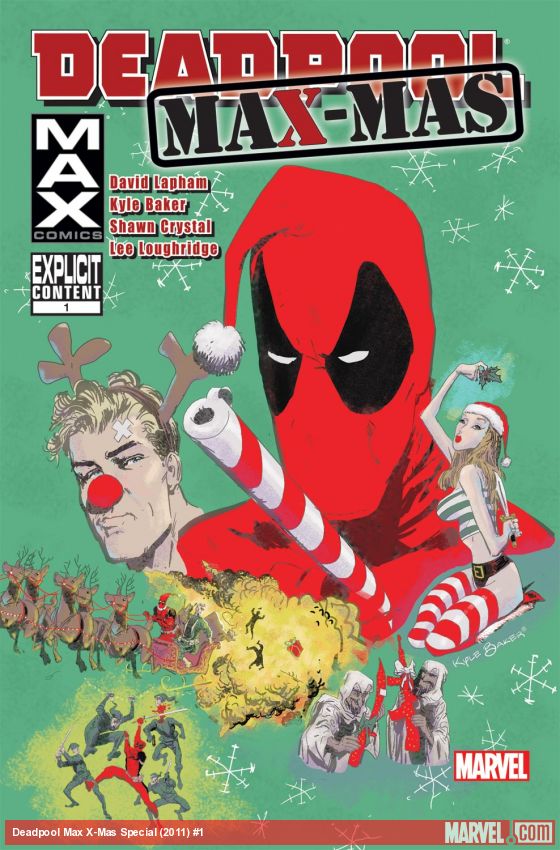 DEADPOOL
MAX-MAS
MAX
COMICS
EXPLICIT
CONTENT
1
David Lapham
Kyle Baker
Shawn Crystal
Lee Loughridge
KYLE BAKER
MARVEL
Deadpool Max X-Mas Special (2011) #1
MARVEL.com